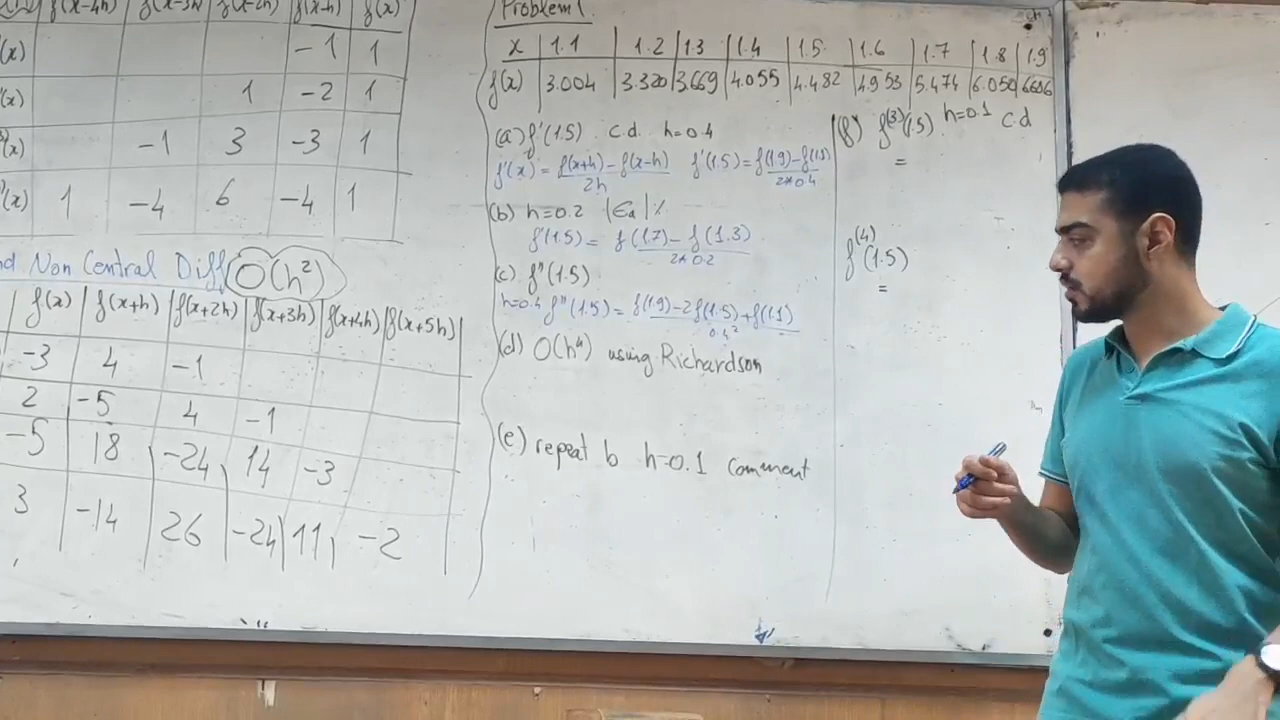 f(x-4h) f(x-3h) f(x-2h) f(x-h) f(x)
(x) -1 1
(x) 1 -2 1
(x) -1 3 -3 1
(x) 1 -4 6 -4 1
nd Non Central Diff O(h²)
f(x) f(x+h) f(x+2h) f(x+3h) f(x+4h) f(x+5h)
-3 4 -1
2 -5 4 -1
-5 18 -24 14 -3
3 -14 26 -24 11 -2
Problem 1
x 1.1 1.2 1.3 1.4 1.5 1.6 1.7 1.8 1.9
f(x) 3.004 3.320 3.669 4.055 4.482 4.953 5.474 6.050
(a) f'(1.5) c.d. h=0.4
f'(x) = f(x+h) - f(x-h) / 2h f'(1.5) = f(1.9) - f(1.1) / 2*0.4
(b) h=0.2 |Ea| %
f'(1.5) = f(1.7) - f(1.3) / 2*0.2
(c) f''(1.5)
h=0.4 f''(1.5) = f(1.9) - 2f(1.5) + f(1.1) / 0.4²
(d) O(h⁴) using Richardson
(e) repeat b h=0.1 comment
(f) f⁽³⁾(1.5) h=0.1 c.d
=
f⁽⁴⁾(1.5)
=